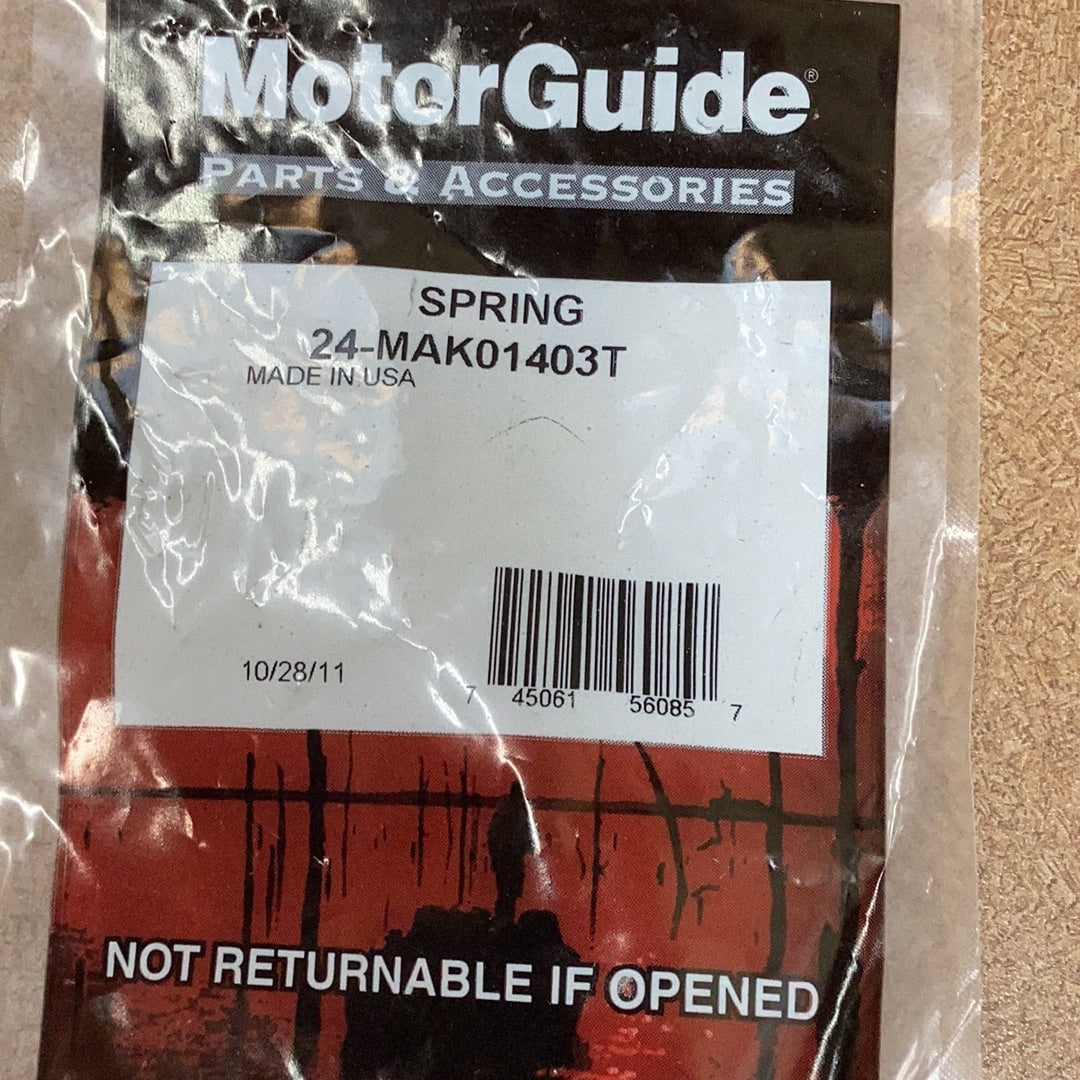 MotorGuide®
PARTS & ACCESSORIES
SPRING
24-MAK01403T
MADE IN USA
10/28/11
7 45061 56085 7
NOT RETURNABLE IF OPENED